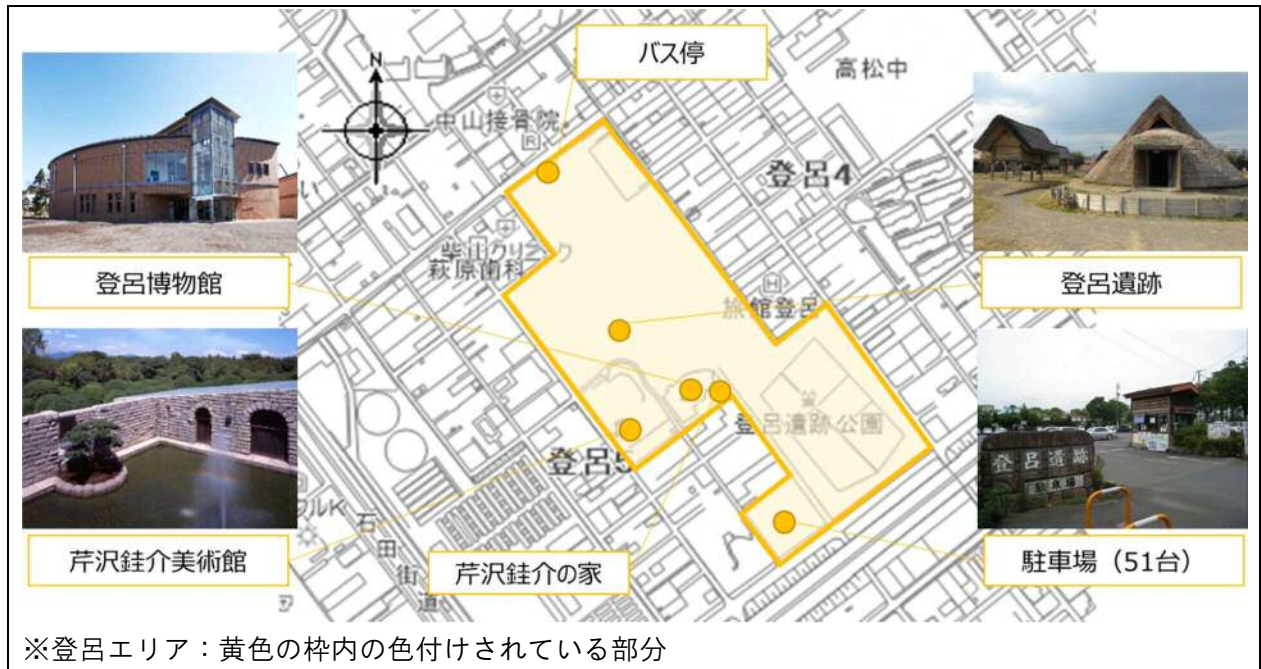 バス停
N
高松中
中山接骨院
登呂4
柴山クリニック
萩原歯科
登呂博物館
旅館登呂
登呂遺跡
登呂遺跡公園
登呂5
登呂遺跡
駐車場
石田街道
芹沢銈介美術館
芹沢銈介の家
駐車場（51台）
※登呂エリア：黄色の枠内の色付けされている部分